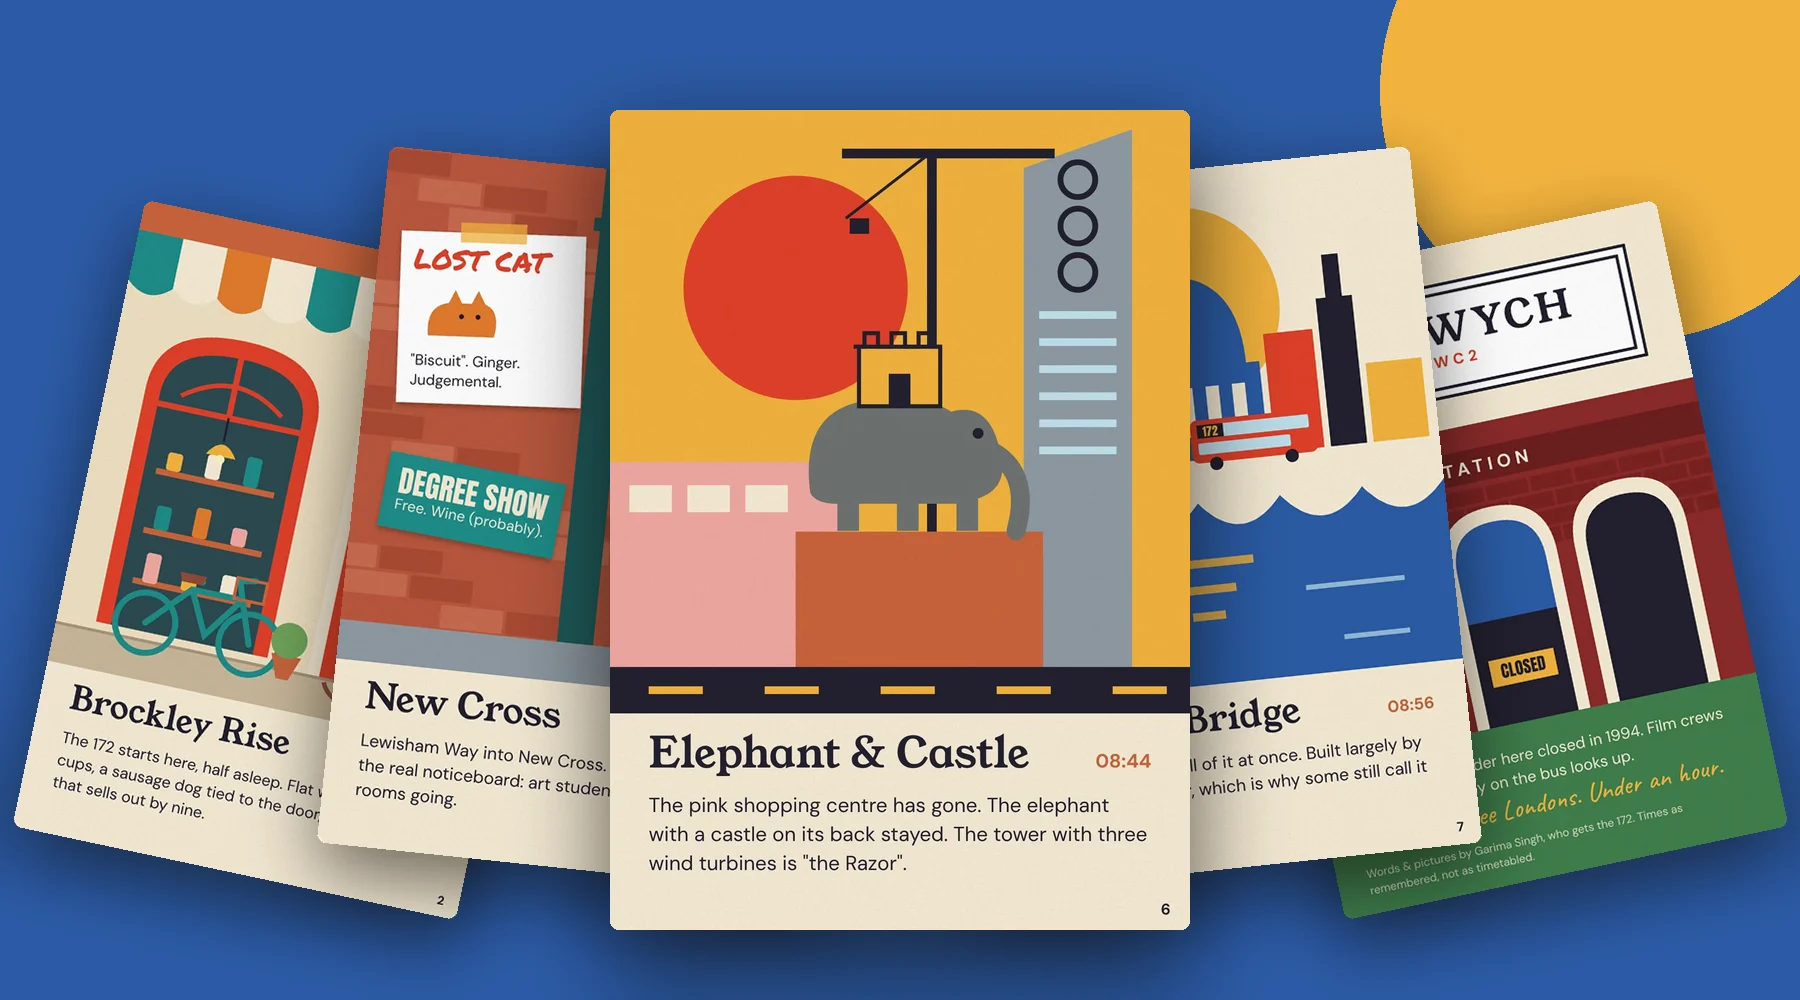 Brockley Rise
The 172 starts here, half asleep. Flat
cups, a sausage dog tied to the door,
that sells out by nine.
2
LOST CAT
"Biscuit". Ginger.
Judgemental.
DEGREE SHOW
Free. Wine (probably).
New Cross
Lewisham Way into New Cross.
the real noticeboard: art studen
rooms going.
Elephant & Castle
08:44
The pink shopping centre has gone. The elephant
with a castle on its back stayed. The tower with three
wind turbines is "the Razor".
6
172
Bridge
08:56
ll of it at once. Built largely by
, which is why some still call it
7
WYCH
WC2
TATION
CLOSED
der here closed in 1994. Film crews
y on the bus looks up.
ee Londons. Under an hour.
Words & pictures by Garima Singh, who gets the 172. Times as
remembered, not as timetabled.